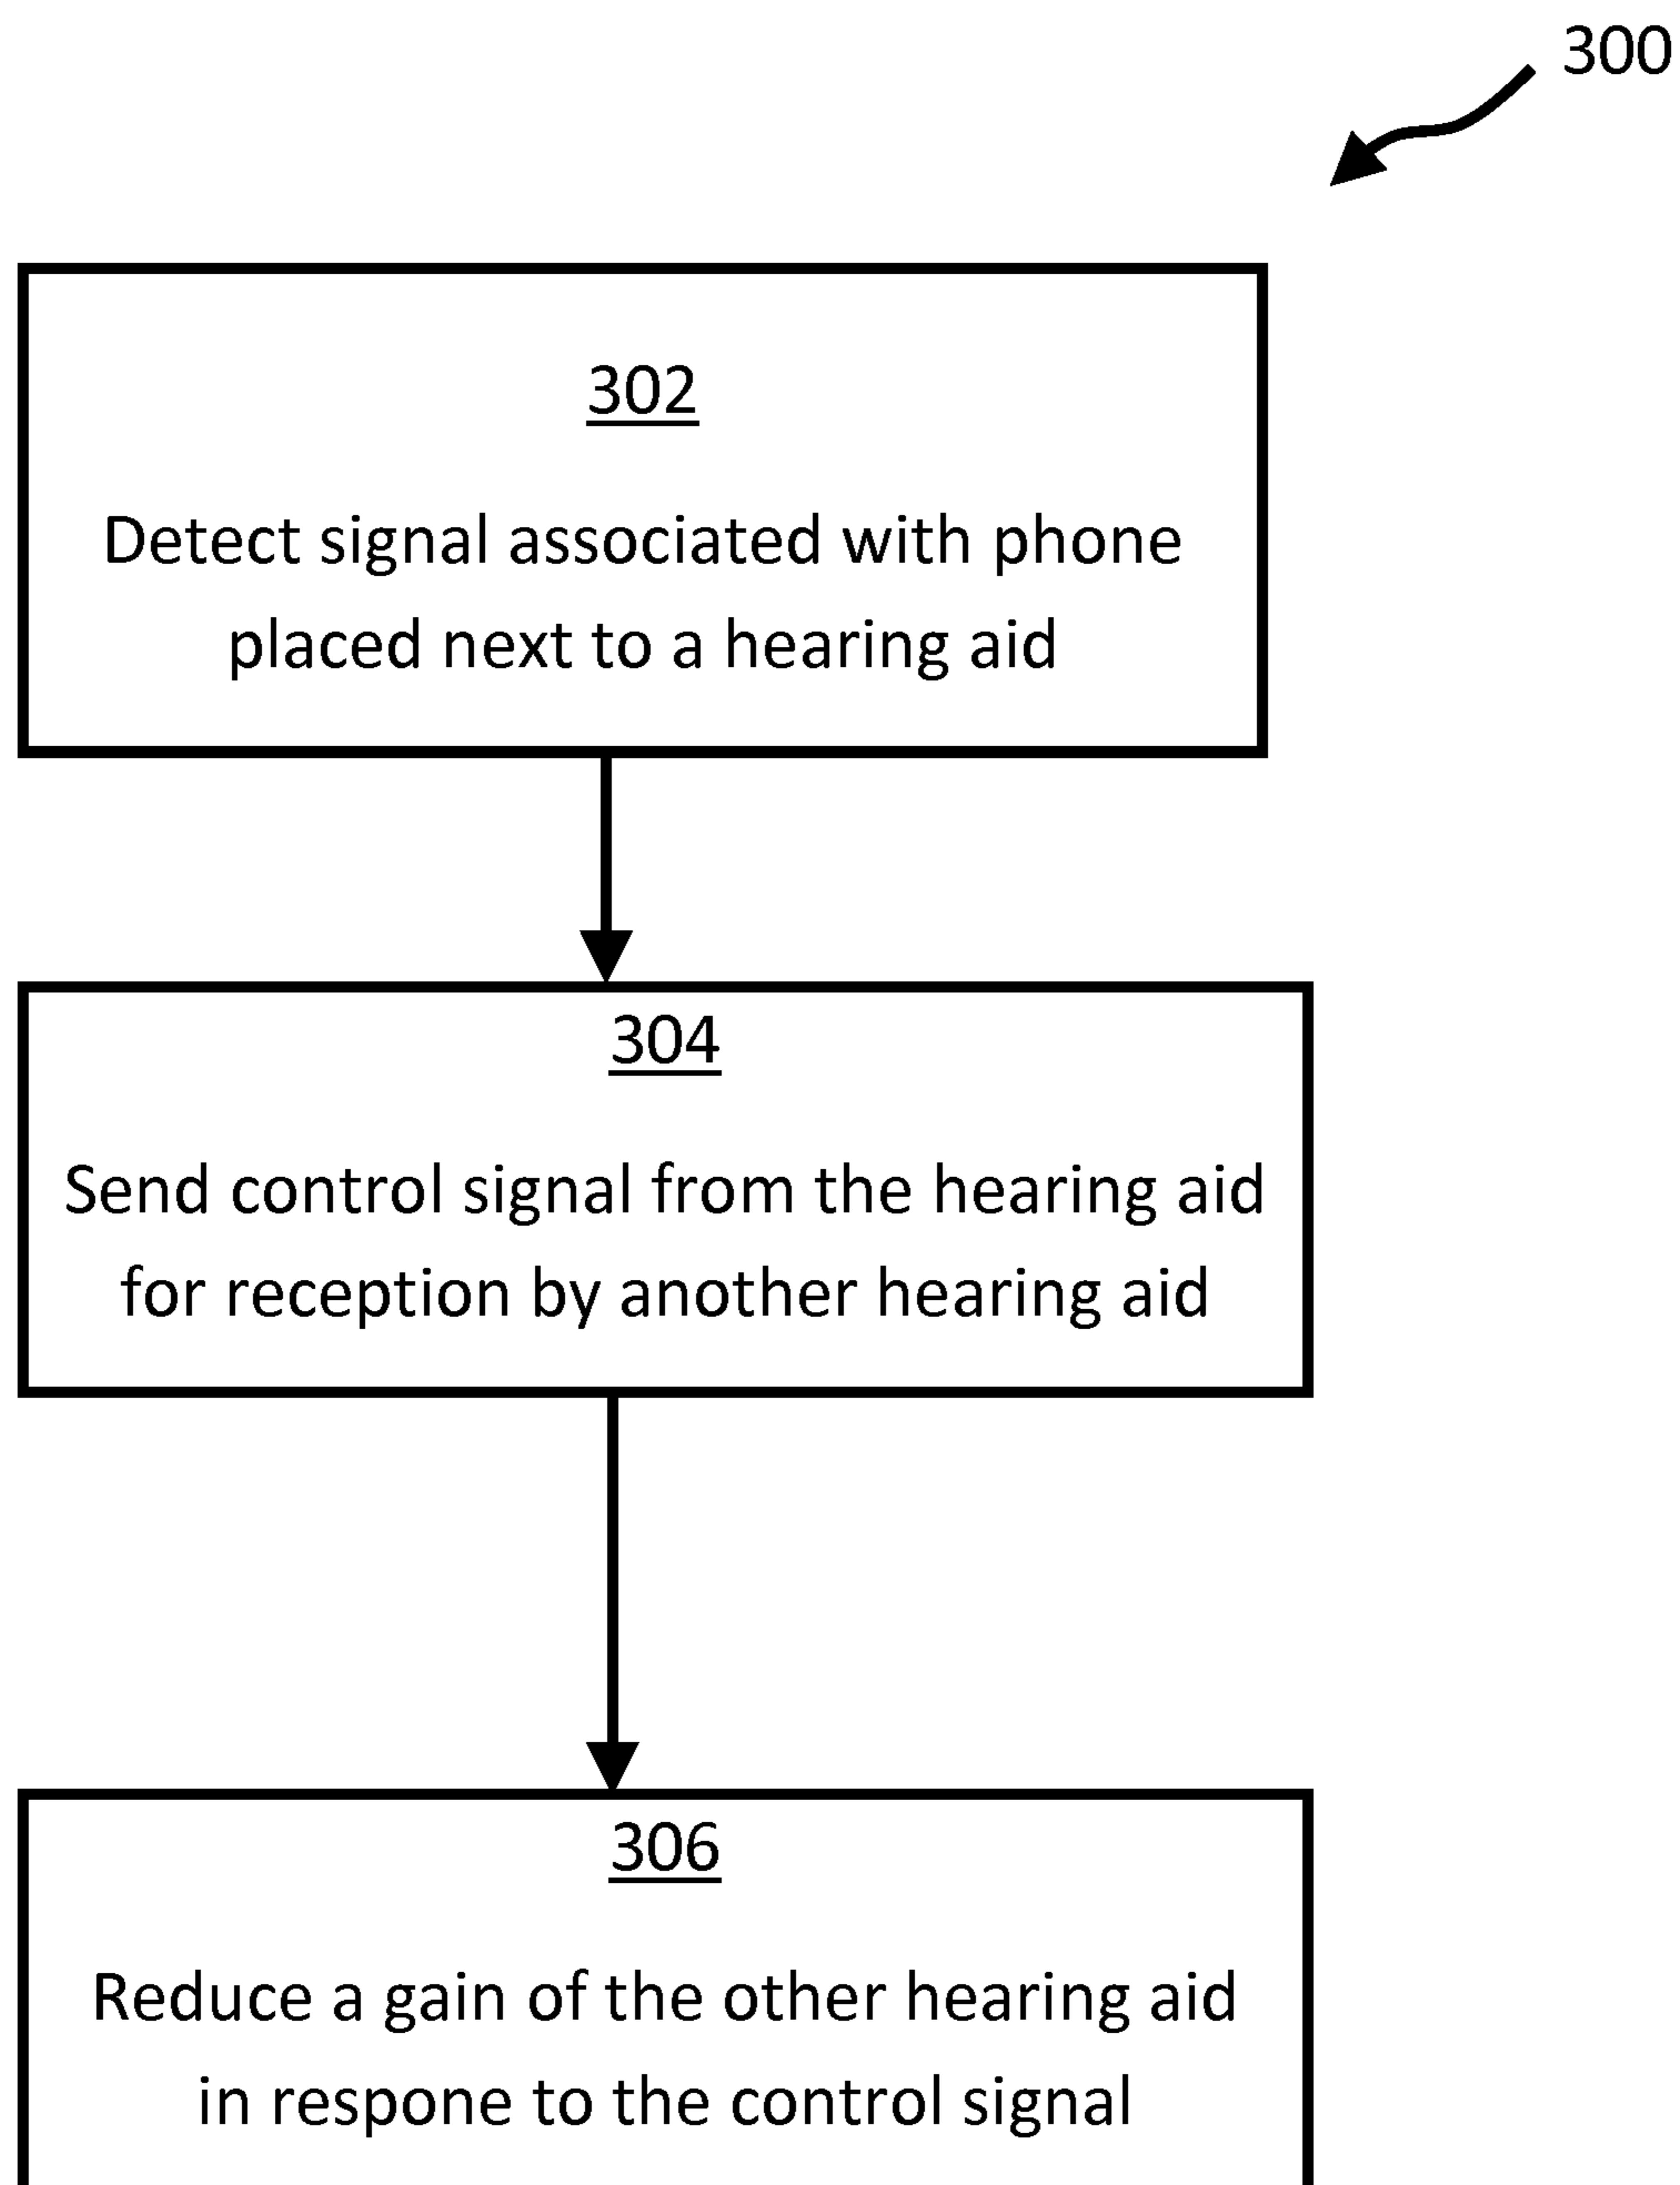 300
302
Detect signal associated with phone
placed next to a hearing aid
304
Send control signal from the hearing aid
for reception by another hearing aid
306
Reduce a gain of the other hearing aid
in respone to the control signal